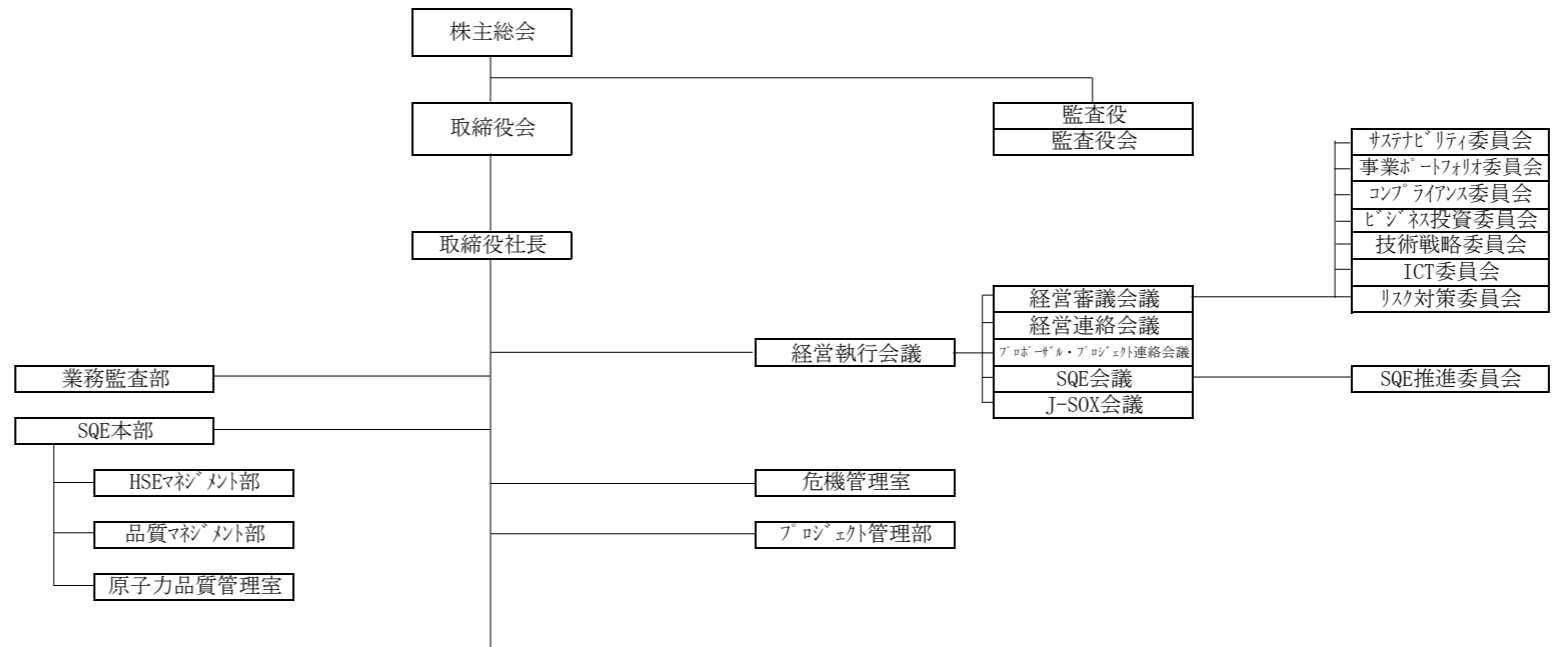 株主総会
取締役会
監査役
監査役会
サステナビリティ委員会
事業ポートフォリオ委員会
コンプライアンス委員会
ビジネス投資委員会
技術戦略委員会
ICT委員会
リスク対策委員会
取締役社長
経営審議会議
経営連絡会議
プロポーザル・プロジェクト連絡会議
SQE会議
J-SOX会議
経営執行会議
SQE推進委員会
業務監査部
SQE本部
HSEマネジメント部
品質マネジメント部
原子力品質管理室
危機管理室
プロジェクト管理部